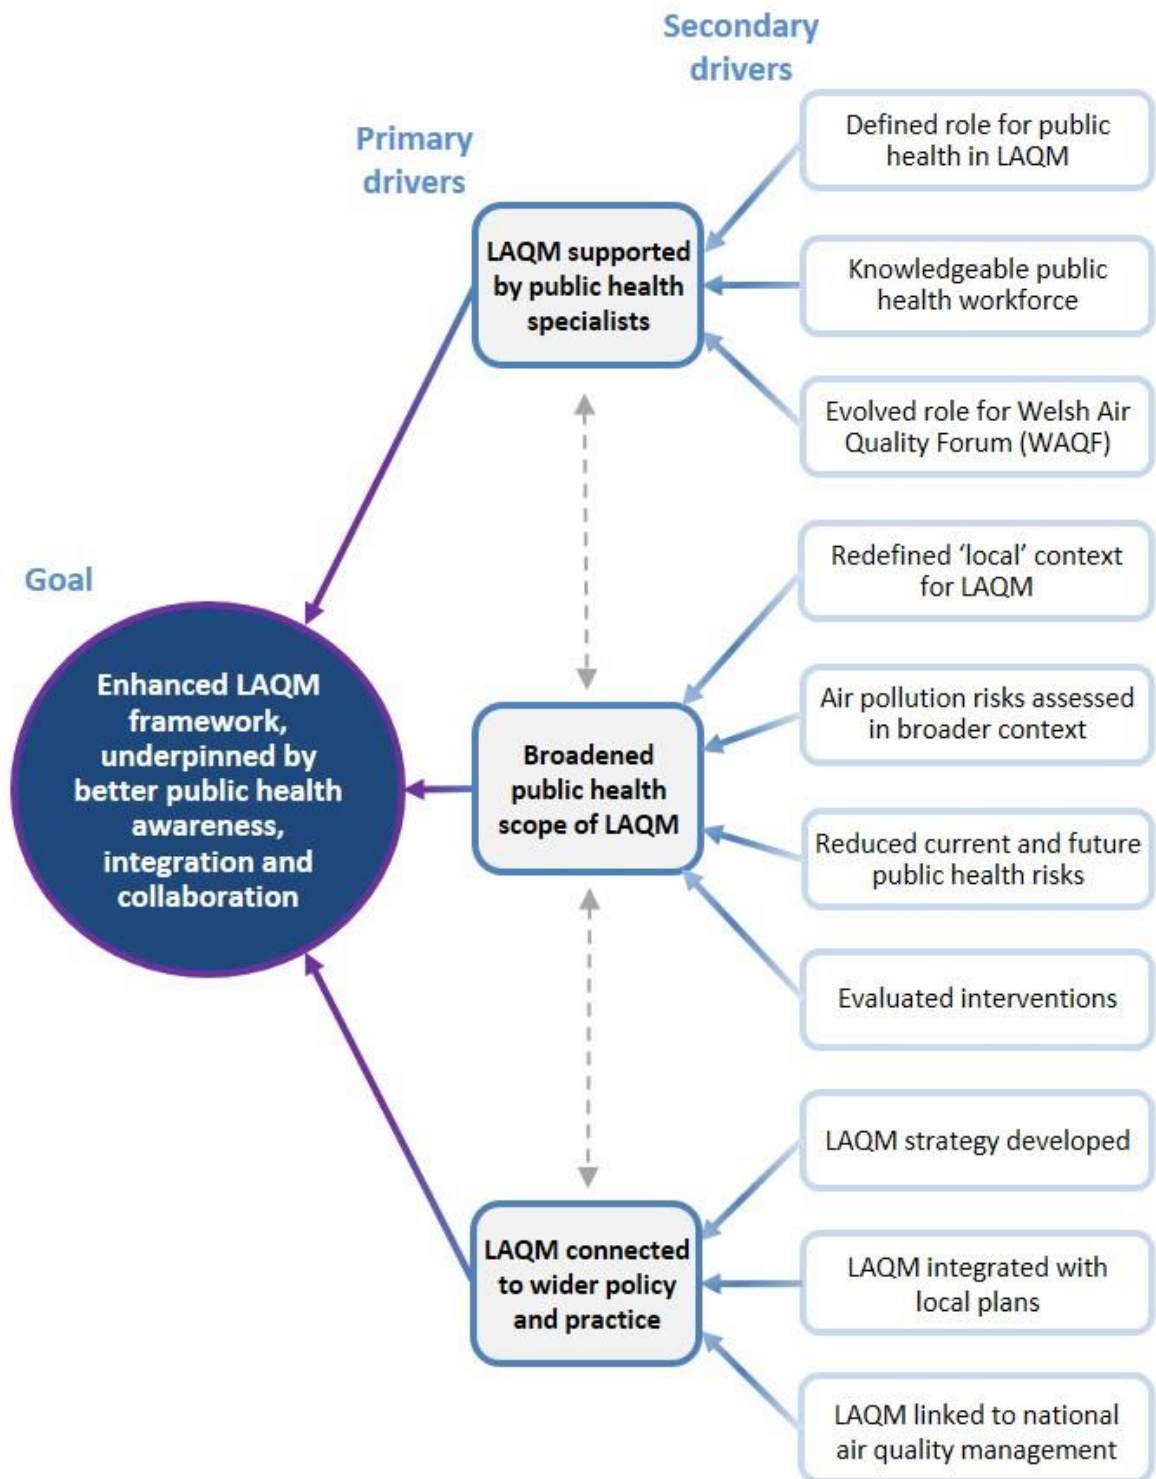 Secondary
drivers
Defined role for public
health in LAQM
Primary
drivers
LAQM supported
by public health
specialists
Knowledgeable public
health workforce
Evolved role for Welsh Air
Quality Forum (WAQF)
Redefined ‘local’ context
for LAQM
Goal
Enhanced LAQM
framework,
underpinned by
better public health
awareness,
integration and
collaboration
Broadened
public health
scope of LAQM
Air pollution risks assessed
in broader context
Reduced current and future
public health risks
Evaluated interventions
LAQM strategy developed
LAQM connected
to wider policy
and practice
LAQM integrated with
local plans
LAQM linked to national
air quality management